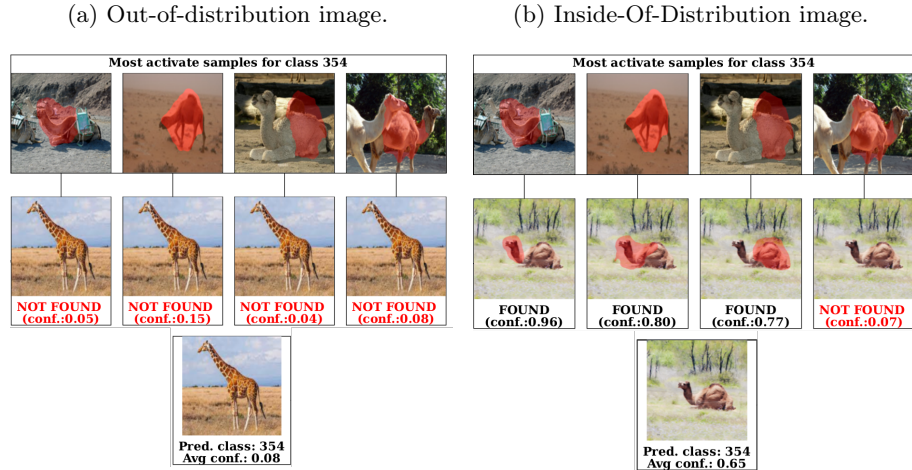 (a) Out-of-distribution image.
Most activate samples for class 354
NOT FOUND
(conf.:0.05)
NOT FOUND
(conf.:0.15)
NOT FOUND
(conf.:0.04)
NOT FOUND
(conf.:0.08)
Pred. class: 354
Avg conf.: 0.08
(b) Inside-Of-Distribution image.
Most activate samples for class 354
FOUND
(conf.:0.96)
FOUND
(conf.:0.80)
FOUND
(conf.:0.77)
NOT FOUND
(conf.:0.07)
Pred. class: 354
Avg conf.: 0.65